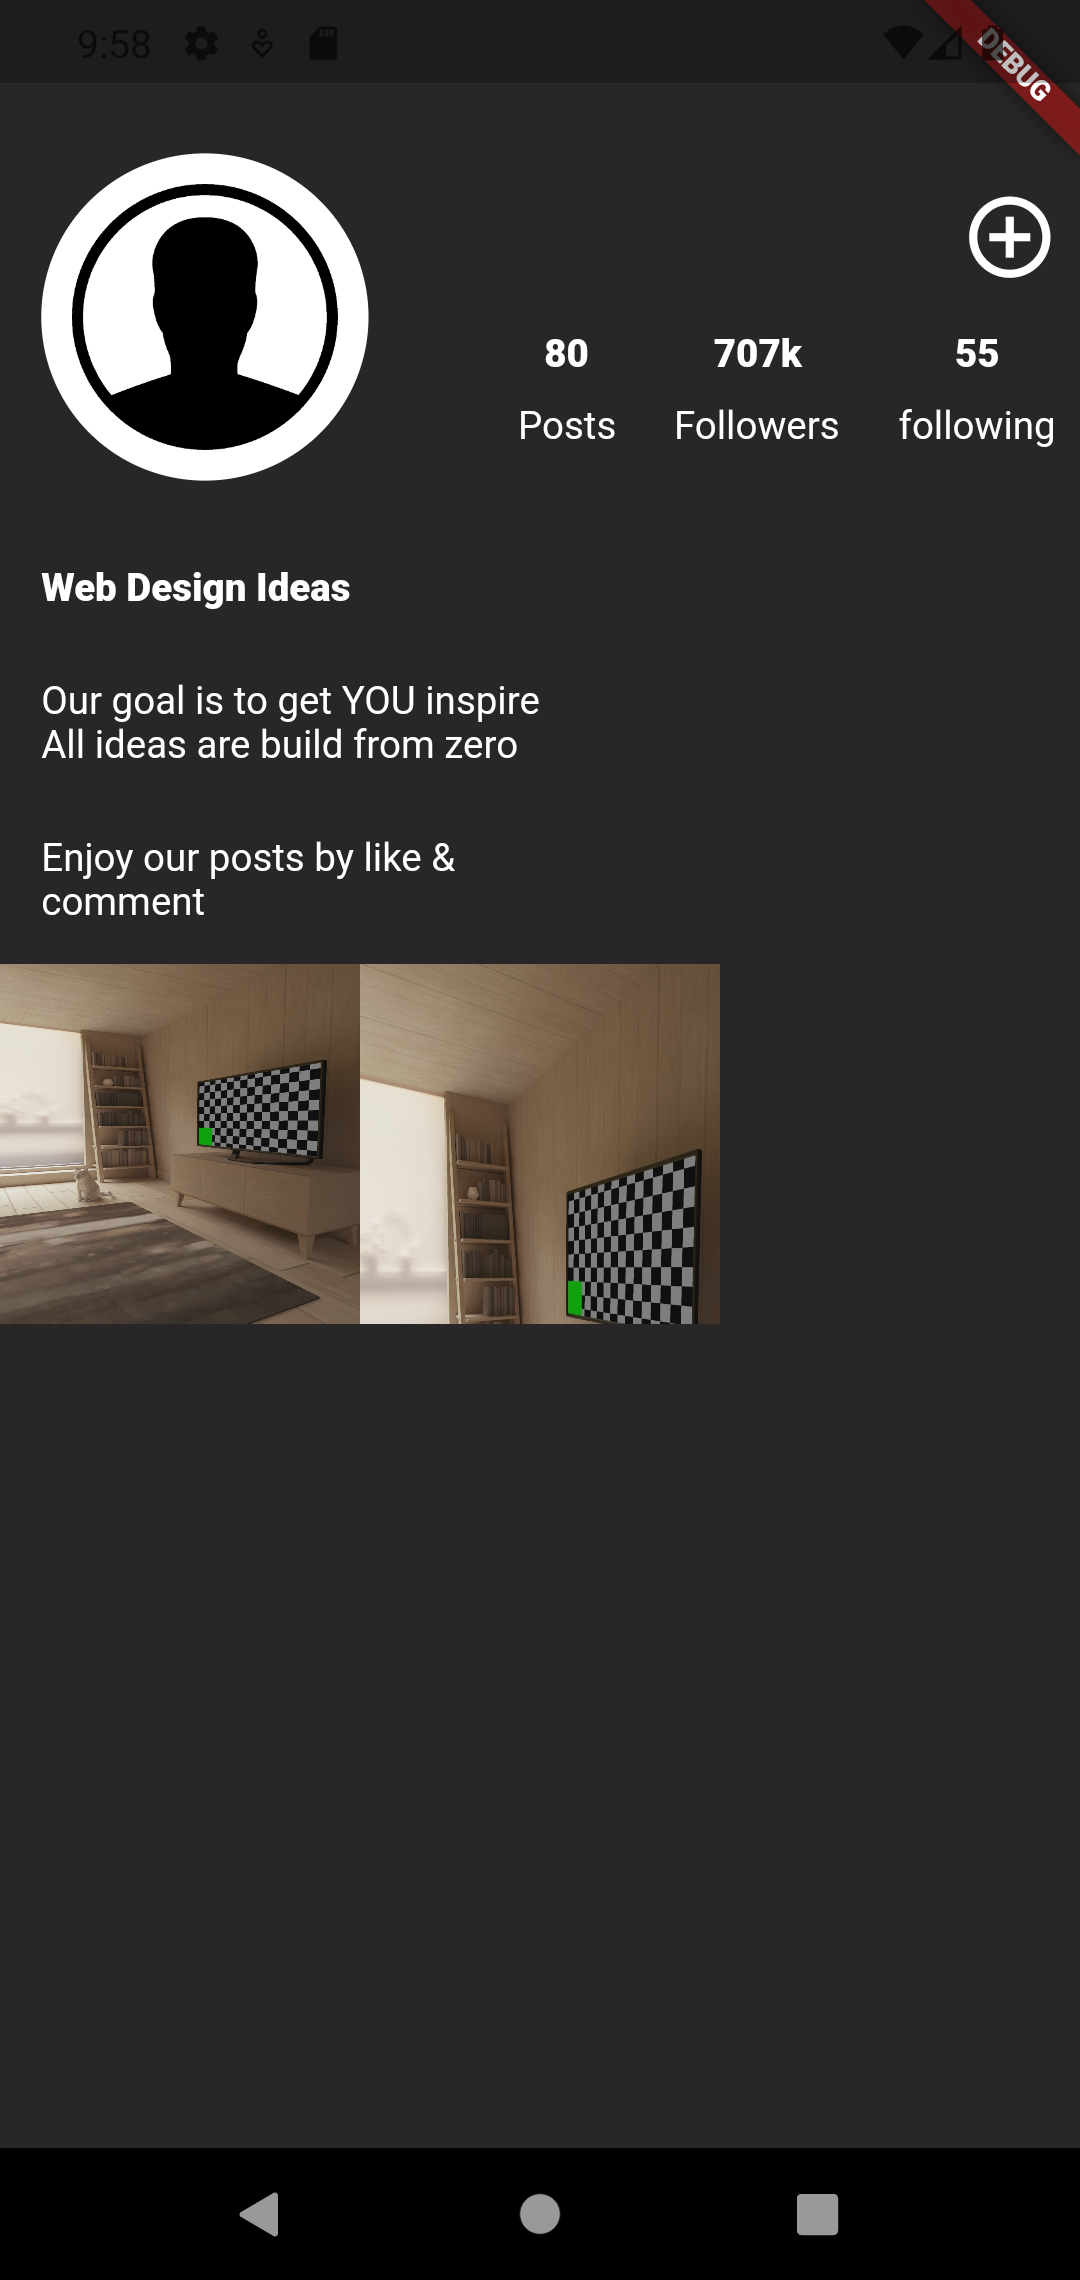 9:58
DEBUG
80 707k 55
Posts Followers following
Web Design Ideas
Our goal is to get YOU inspire
All ideas are build from zero
Enjoy our posts by like &
comment